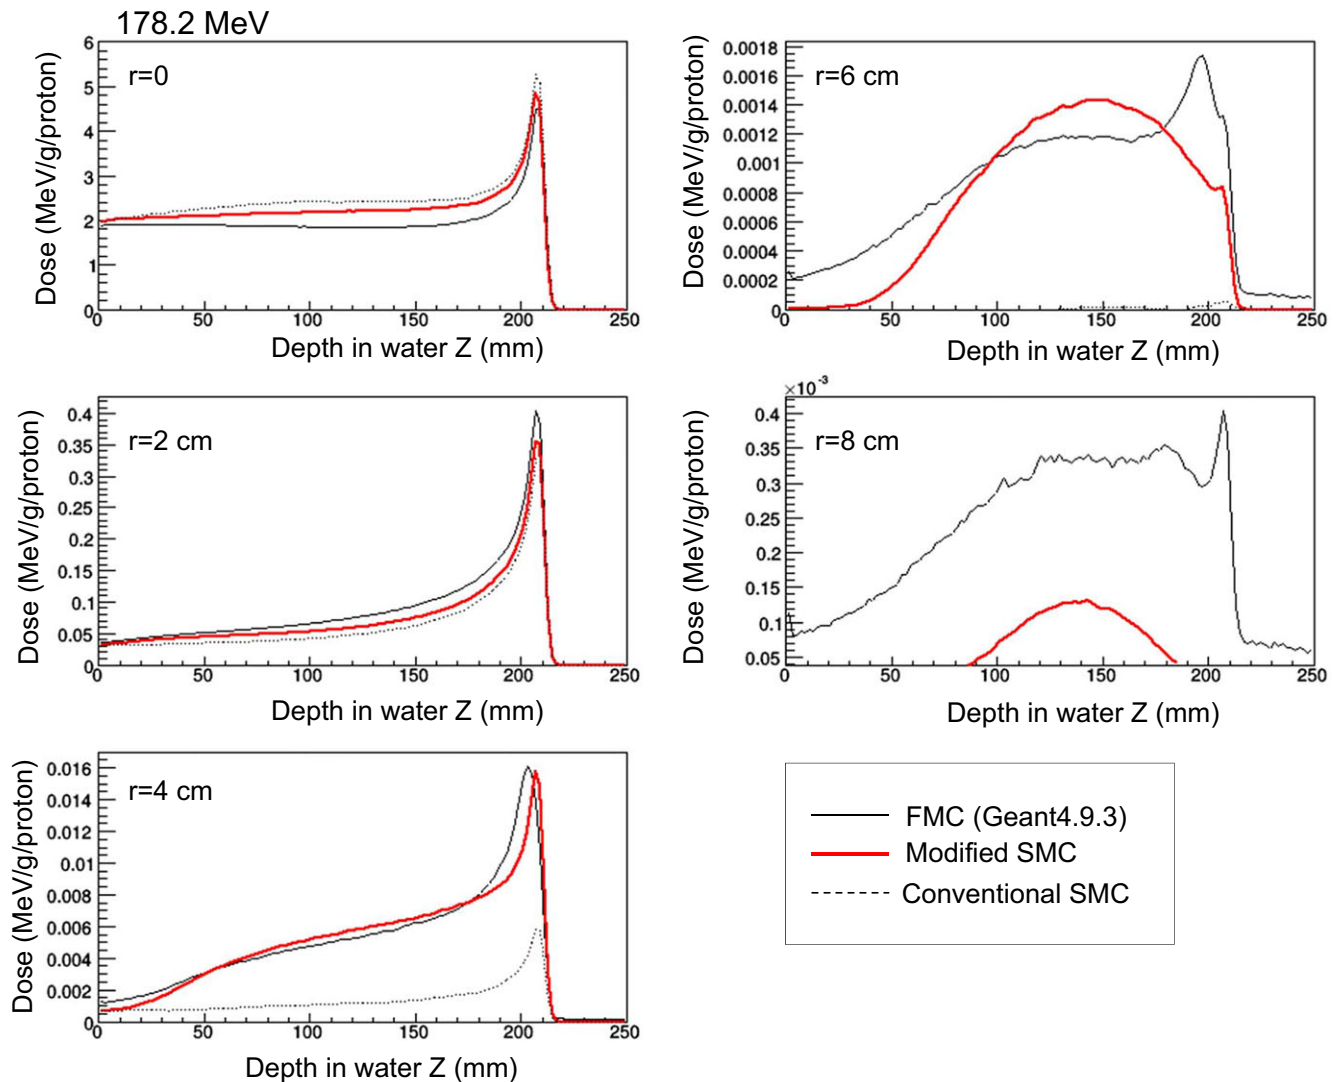 178.2 MeV
r=0
Dose (MeV/g/proton)
6
5
4
3
2
1
0
0 50 100 150 200 250
Depth in water Z (mm)
r=6 cm
Dose (MeV/g/proton)
0.0018
0.0016
0.0014
0.0012
0.001
0.0008
0.0006
0.0004
0.0002
0
0 50 100 150 200 250
Depth in water Z (mm)
r=2 cm
Dose (MeV/g/proton)
0.4
0.35
0.3
0.25
0.2
0.15
0.1
0.05
0
0 50 100 150 200 250
Depth in water Z (mm)
×10⁻³
r=8 cm
Dose (MeV/g/proton)
0.4
0.35
0.3
0.25
0.2
0.15
0.1
0.05
0 50 100 150 200 250
Depth in water Z (mm)
r=4 cm
Dose (MeV/g/proton)
0.016
0.014
0.012
0.01
0.008
0.006
0.004
0.002
0
0 50 100 150 200 250
Depth in water Z (mm)
FMC (Geant4.9.3)
Modified SMC
Conventional SMC